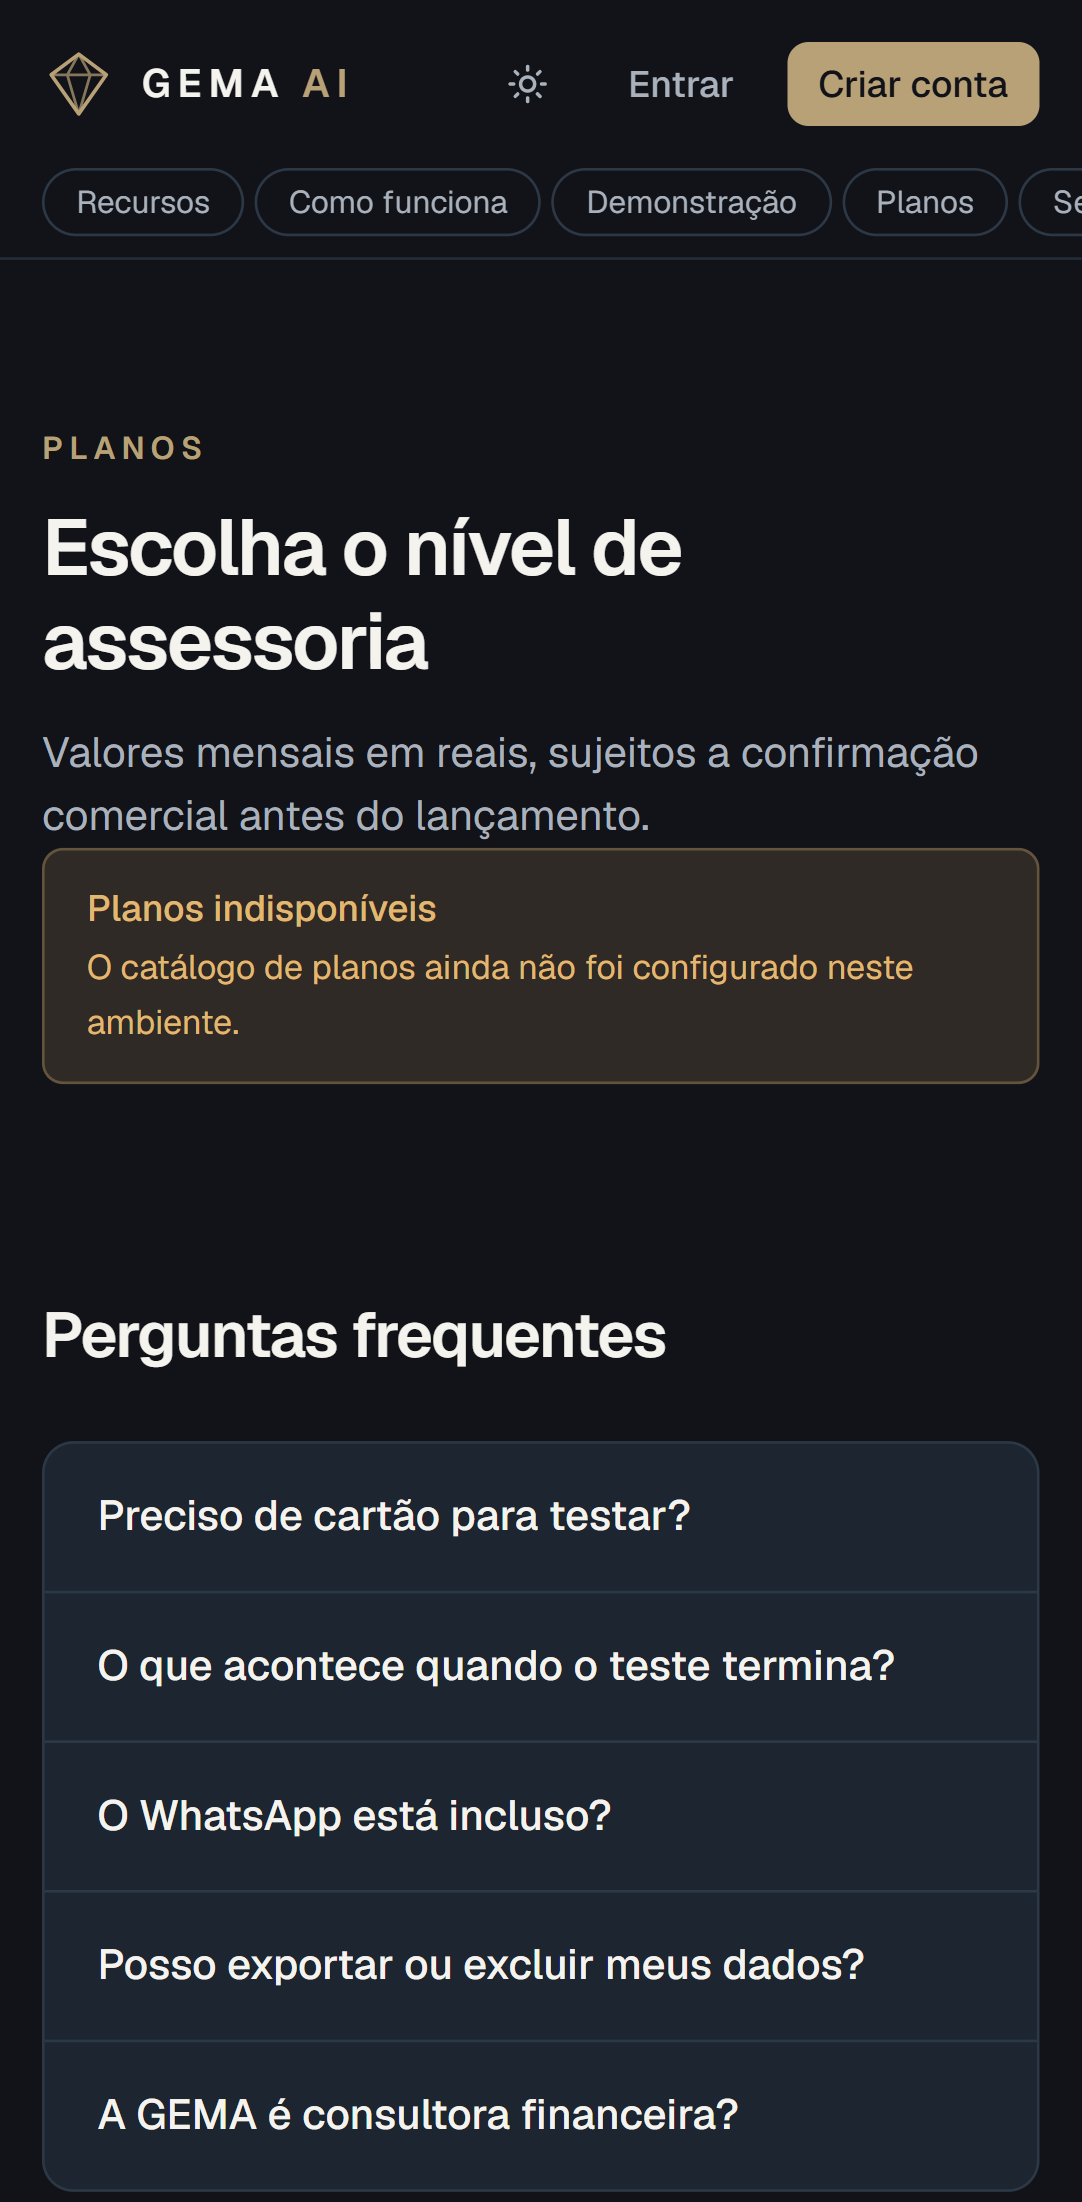 GEMA AI
Entrar
Criar conta
Recursos
Como funciona
Demonstração
Planos
Se
PLANOS
Escolha o nível de
assessoria
Valores mensais em reais, sujeitos a confirmação
comercial antes do lançamento.
Planos indisponíveis
O catálogo de planos ainda não foi configurado neste
ambiente.
Perguntas frequentes
Preciso de cartão para testar?
O que acontece quando o teste termina?
O WhatsApp está incluso?
Posso exportar ou excluir meus dados?
A GEMA é consultora financeira?